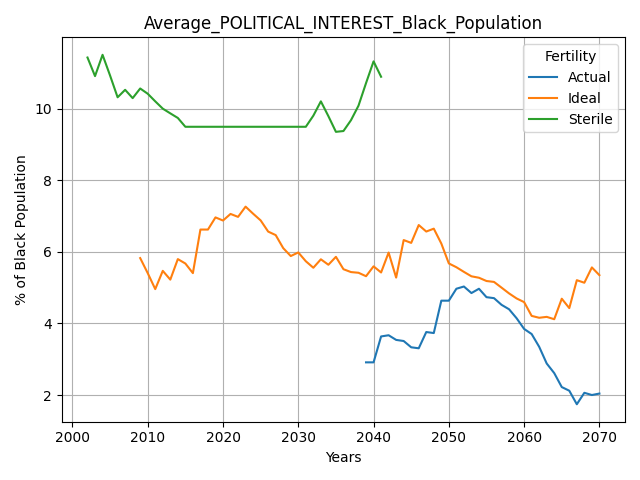 Average_POLITICAL_INTEREST_Black_Population
Fertility
Actual
Ideal
Sterile
% of Black Population
10
8
6
4
2
2000 2010 2020 2030 2040 2050 2060 2070
Years